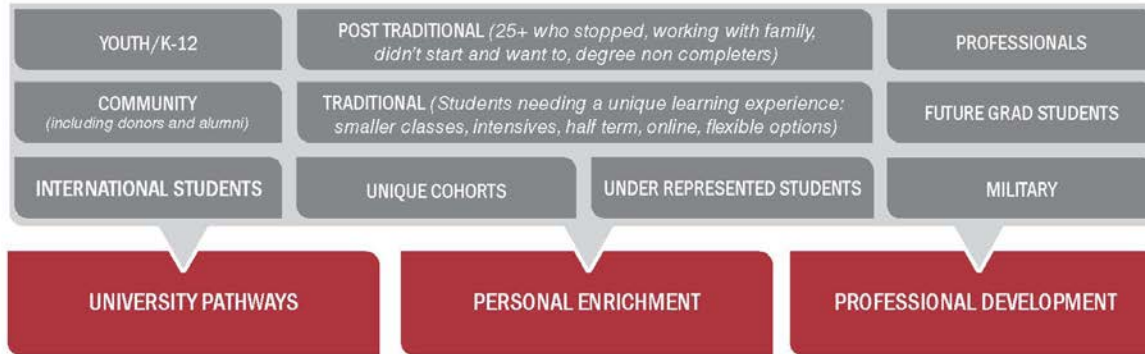 YOUTH/K-12
POST TRADITIONAL (25+ who stopped, working with family,
didn't start and want to, degree non completers)
PROFESSIONALS
COMMUNITY
(including donors and alumni)
TRADITIONAL (Students needing a unique learning experience:
smaller classes, intensives, half term, online, flexible options)
FUTURE GRAD STUDENTS
INTERNATIONAL STUDENTS
UNIQUE COHORTS
UNDER REPRESENTED STUDENTS
MILITARY
UNIVERSITY PATHWAYS
PERSONAL ENRICHMENT
PROFESSIONAL DEVELOPMENT